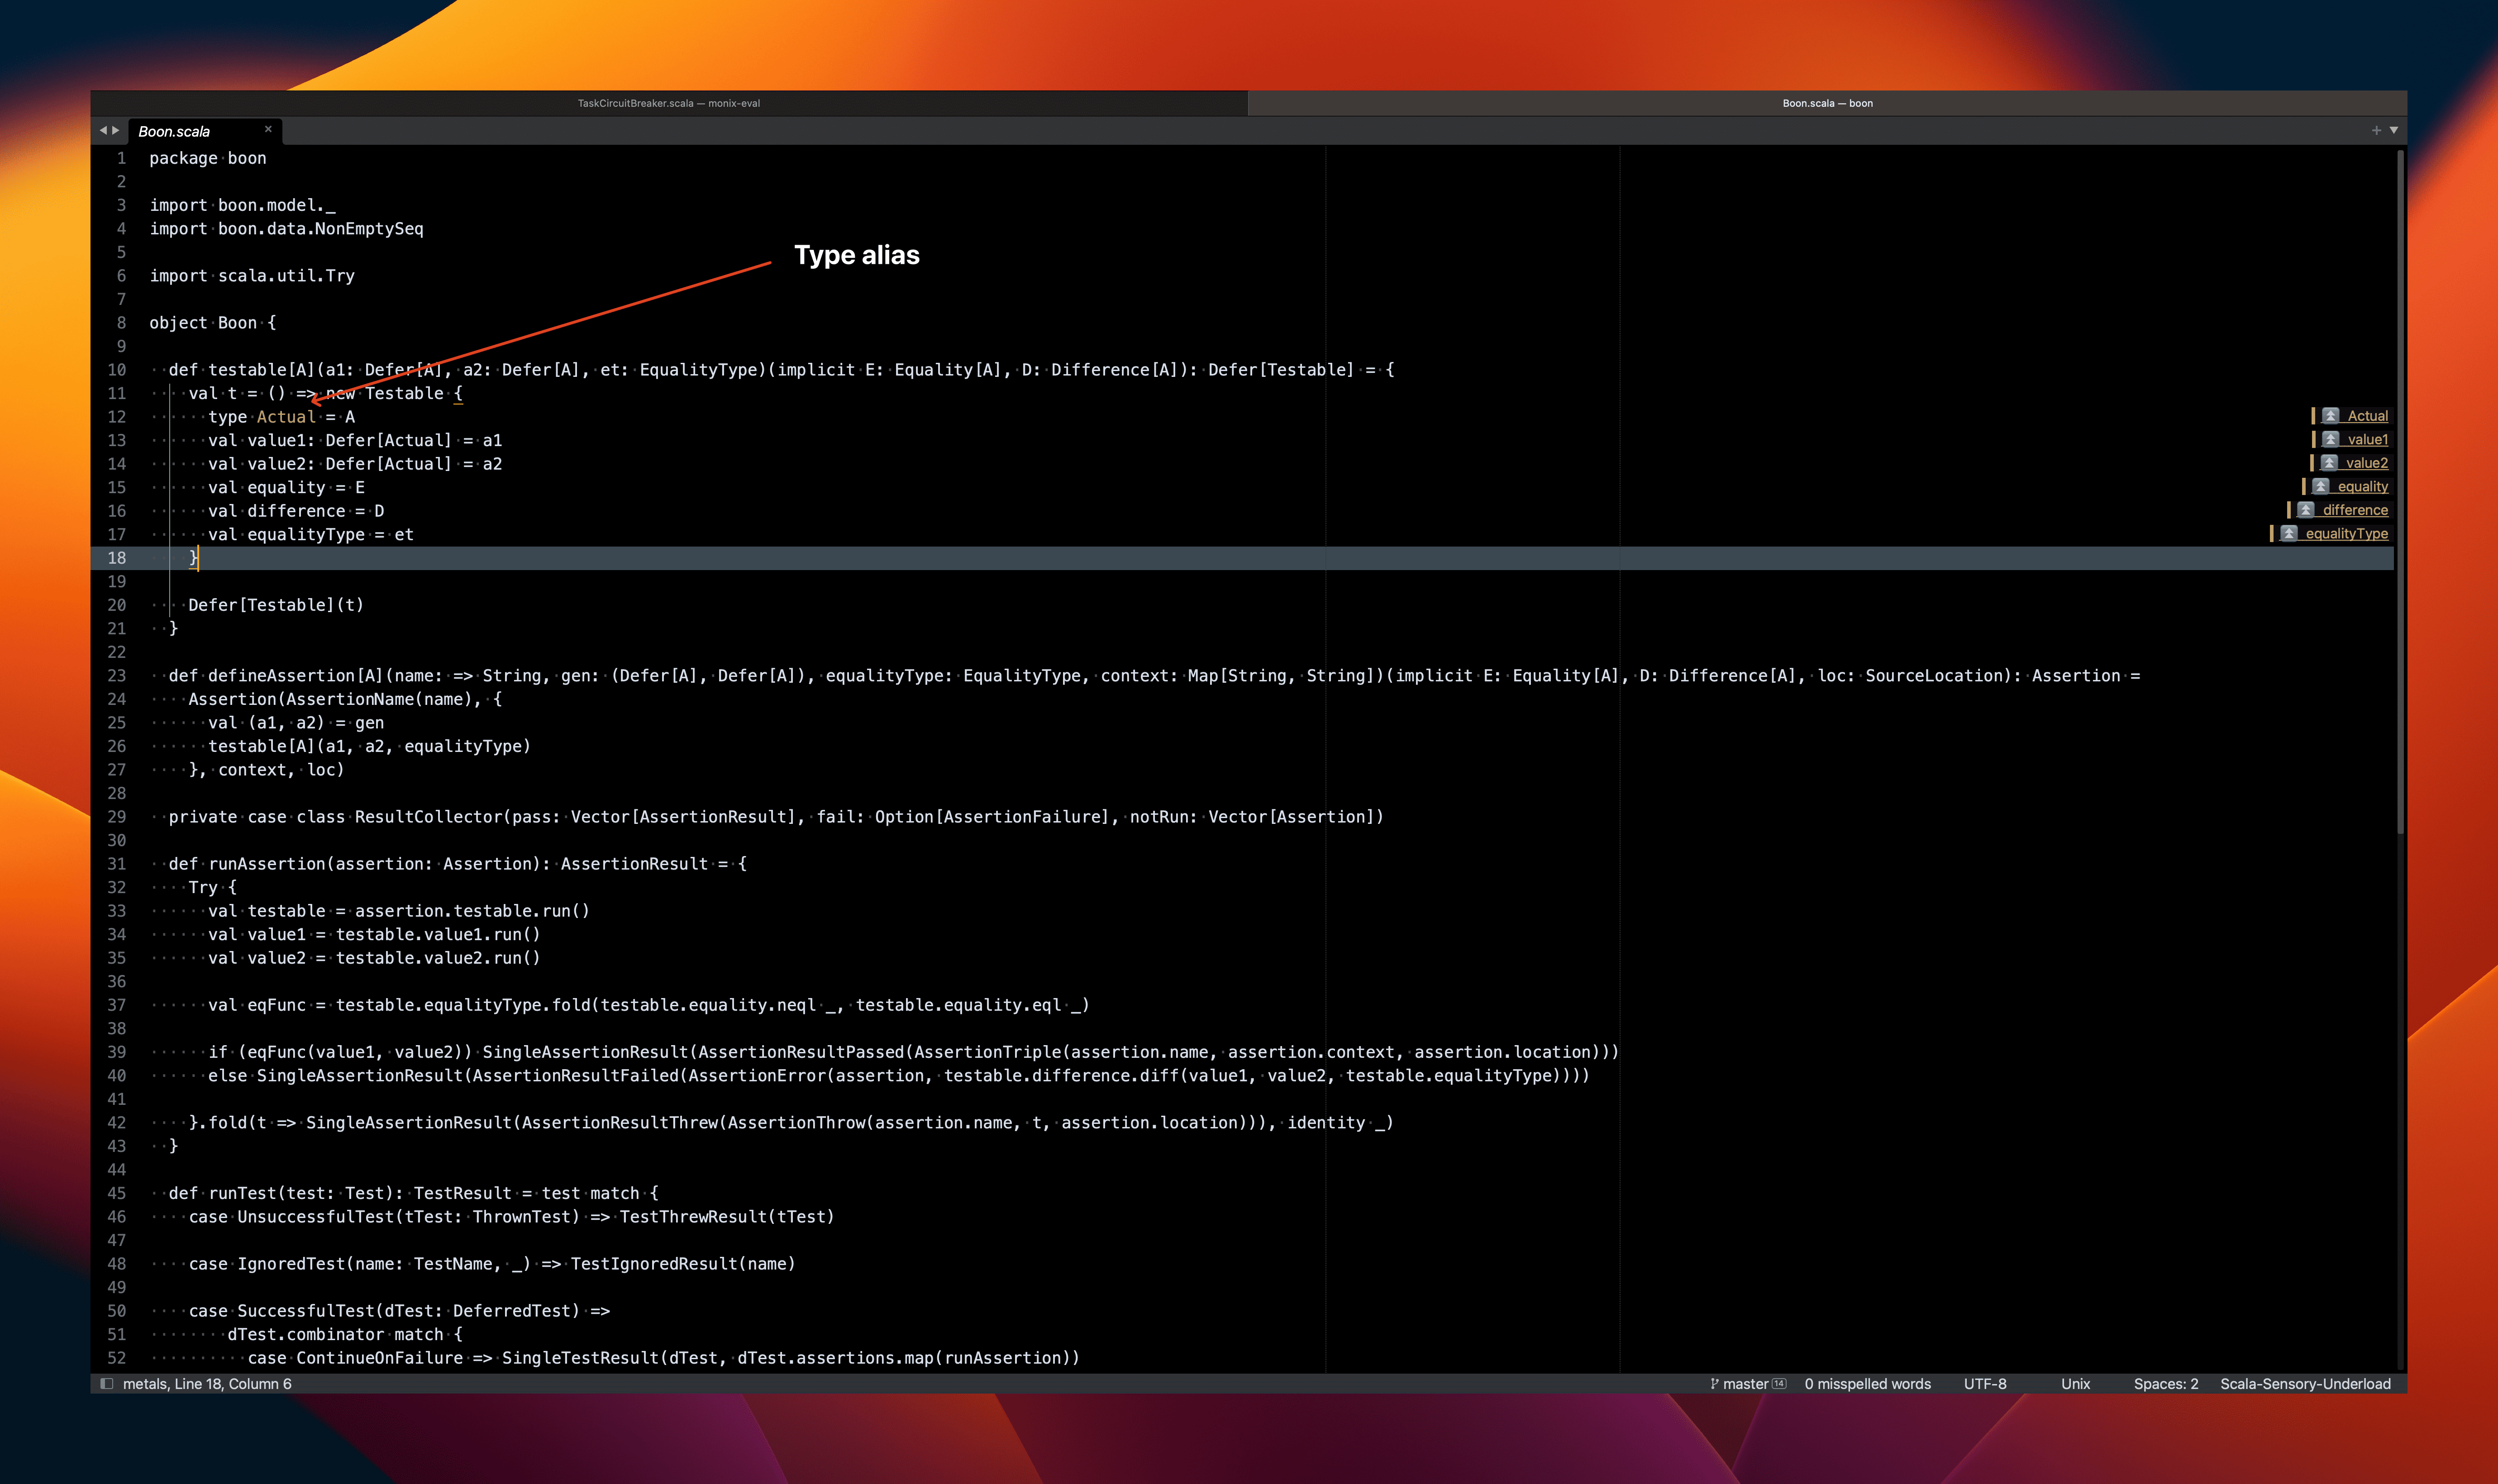 TaskCircuitBreaker.scala — monix-eval
Boon.scala — boon
Boon.scala
1 package boon
2
3 import boon.model._
4 import boon.data.NonEmptySeq
5
Type alias
6 import scala.util.Try
7
8 object Boon {
9
10 def testable[A](a1: Defer[A], a2: Defer[A], et: EqualityType)(implicit E: Equality[A], D: Difference[A]): Defer[Testable] = {
11 val t = () => new Testable {
12 type Actual = A
Actual
13 val value1: Defer[Actual] = a1
value1
14 val value2: Defer[Actual] = a2
value2
15 val equality = E
equality
16 val difference = D
difference
17 val equalityType = et
equalityType
18 }
19
20 Defer[Testable](t)
21 }
22
23 def defineAssertion[A](name: => String, gen: (Defer[A], Defer[A]), equalityType: EqualityType, context: Map[String, String])(implicit E: Equality[A], D: Difference[A], loc: SourceLocation): Assertion =
24 Assertion(AssertionName(name), {
25 val (a1, a2) = gen
26 testable[A](a1, a2, equalityType)
27 }, context, loc)
28
29 private case class ResultCollector(pass: Vector[AssertionResult], fail: Option[AssertionFailure], notRun: Vector[Assertion])
30
31 def runAssertion(assertion: Assertion): AssertionResult = {
32 Try {
33 val testable = assertion.testable.run()
34 val value1 = testable.value1.run()
35 val value2 = testable.value2.run()
36
37 val eqFunc = testable.equalityType.fold(testable.equality.neql _, testable.equality.eql _)
38
39 if (eqFunc(value1, value2)) SingleAssertionResult(AssertionResultPassed(AssertionTriple(assertion.name, assertion.context, assertion.location)))
40 else SingleAssertionResult(AssertionResultFailed(AssertionError(assertion, testable.difference.diff(value1, value2, testable.equalityType))))
41
42 }.fold(t => SingleAssertionResult(AssertionResultThrew(AssertionThrow(assertion.name, t, assertion.location))), identity _)
43 }
44
45 def runTest(test: Test): TestResult = test match {
46 case UnsuccessfulTest(tTest: ThrownTest) => TestThrewResult(tTest)
47
48 case IgnoredTest(name: TestName, _) => TestIgnoredResult(name)
49
50 case SuccessfulTest(dTest: DeferredTest) =>
51 dTest.combinator match {
52 case ContinueOnFailure => SingleTestResult(dTest, dTest.assertions.map(runAssertion))
metals, Line 18, Column 6
master 14
0 misspelled words
UTF-8
Unix
Spaces: 2
Scala-Sensory-Underload